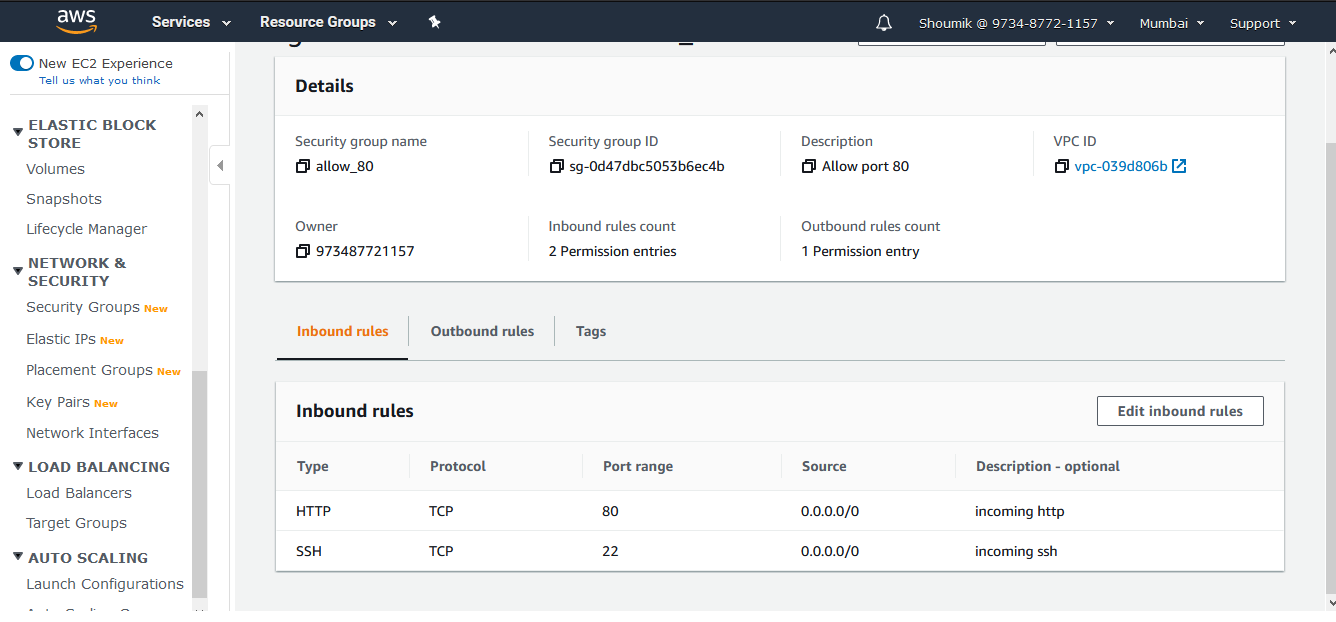 aws Services Resource Groups Shoumik @ 9734-8772-1157 Mumbai Support
New EC2 Experience
Tell us what you think
ELASTIC BLOCK
STORE
Volumes
Snapshots
Lifecycle Manager
NETWORK &
SECURITY
Security Groups New
Elastic IPs New
Placement Groups New
Key Pairs New
Network Interfaces
LOAD BALANCING
Load Balancers
Target Groups
AUTO SCALING
Launch Configurations
Details
Security group name Security group ID Description VPC ID
allow_80 sg-0d47dbc5053b6ec4b Allow port 80 vpc-039d806b
Owner Inbound rules count Outbound rules count
973487721157 2 Permission entries 1 Permission entry
Inbound rules Outbound rules Tags
Inbound rules Edit inbound rules
Type Protocol Port range Source Description - optional
HTTP TCP 80 0.0.0.0/0 incoming http
SSH TCP 22 0.0.0.0/0 incoming ssh